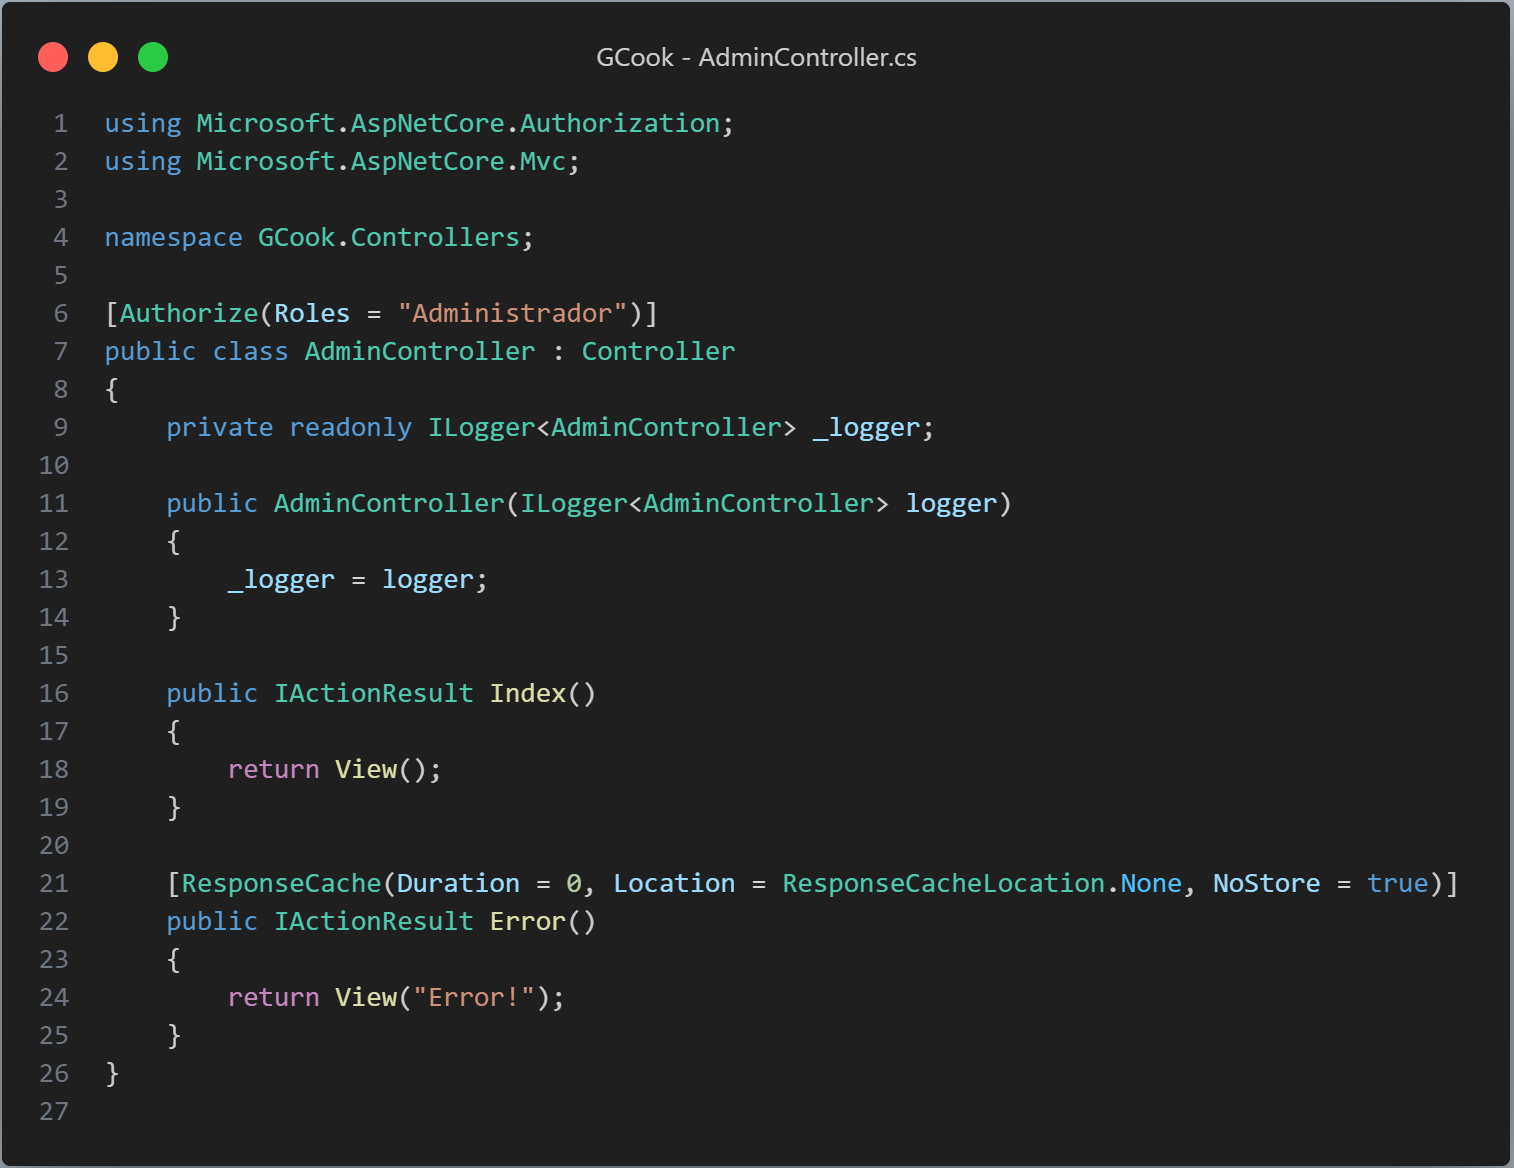 GCook - AdminController.cs
1 using Microsoft.AspNetCore.Authorization;
2 using Microsoft.AspNetCore.Mvc;
3
4 namespace GCook.Controllers;
5
6 [Authorize(Roles = "Administrador")]
7 public class AdminController : Controller
8 {
9     private readonly ILogger<AdminController> _logger;
10
11     public AdminController(ILogger<AdminController> logger)
12     {
13         _logger = logger;
14     }
15
16     public IActionResult Index()
17     {
18         return View();
19     }
20
21     [ResponseCache(Duration = 0, Location = ResponseCacheLocation.None, NoStore = true)]
22     public IActionResult Error()
23     {
24         return View("Error!");
25     }
26 }
27